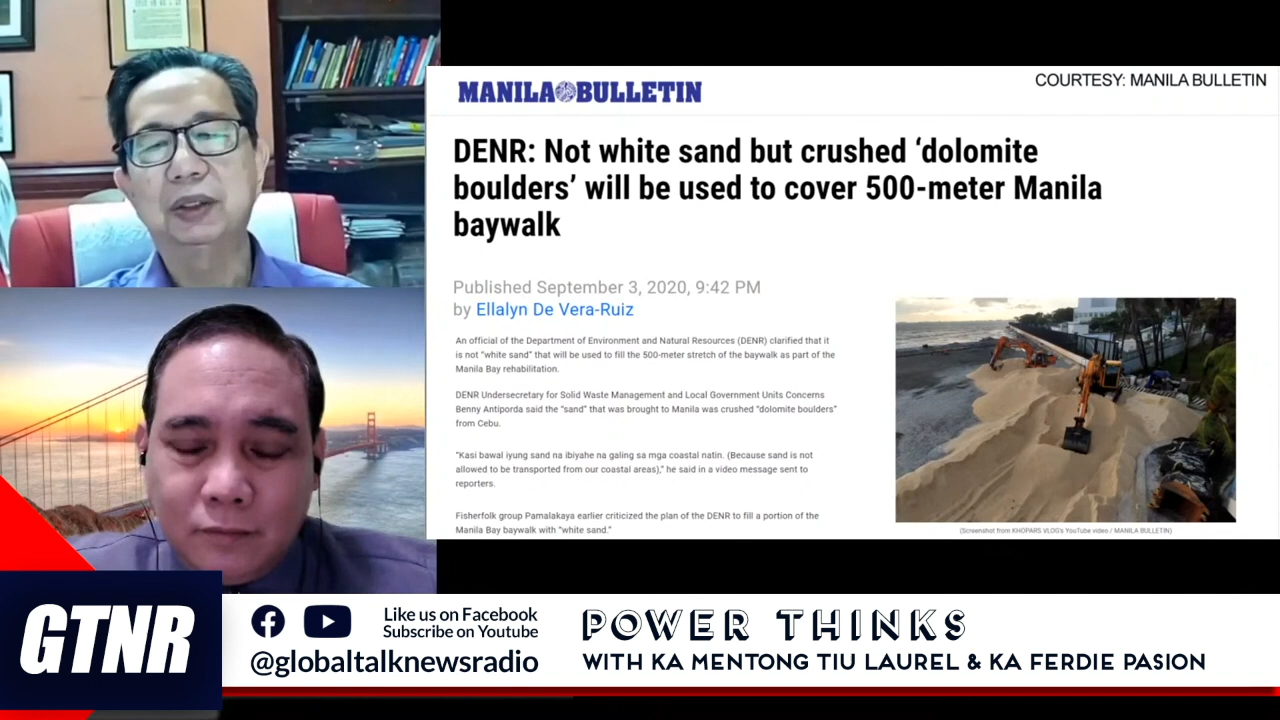 MANILA BULLETIN
COURTESY: MANILA BULLETIN
DENR: Not white sand but crushed ‘dolomite
boulders’ will be used to cover 500-meter Manila
baywalk
Published September 3, 2020, 9:42 PM
by Ellalyn De Vera-Ruiz
An official of the Department of Environment and Natural Resources (DENR) clarified that it
is not “white sand” that will be used to fill the 500-meter stretch of the baywalk as part of the
Manila Bay rehabilitation.
DENR Undersecretary for Solid Waste Management and Local Government Units Concerns
Benny Antiporda said the “sand” that was brought to Manila was crushed “dolomite boulders”
from Cebu.
“Kasi bawal iyung sand na ibiyahe na galing sa mga coastal natin. (Because sand is not
allowed to be transported from our coastal areas),” he said in a video message sent to
reporters.
Fisherfolk group Pamalakaya earlier criticized the plan of the DENR to fill a portion of the
Manila Bay baywalk with “white sand.”
(Screenshot from KHOPARS VLOG's YouTube video / MANILA BULLETIN)
GTNR
Like us on Facebook
Subscribe on Youtube
@globaltalknewsradio
POWER THINKS
WITH KA MENTONG TIU LAUREL & KA FERDIE PASION